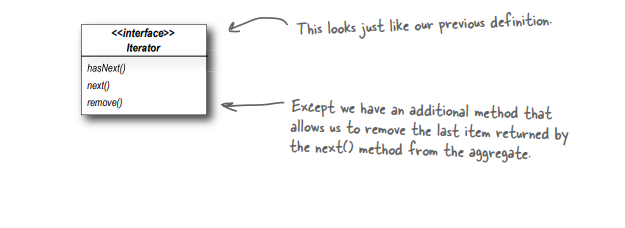 <<interface>>
Iterator
hasNext()
next()
remove()
This looks just like our previous definition.
Except we have an additional method that
allows us to remove the last item returned by
the next() method from the aggregate.